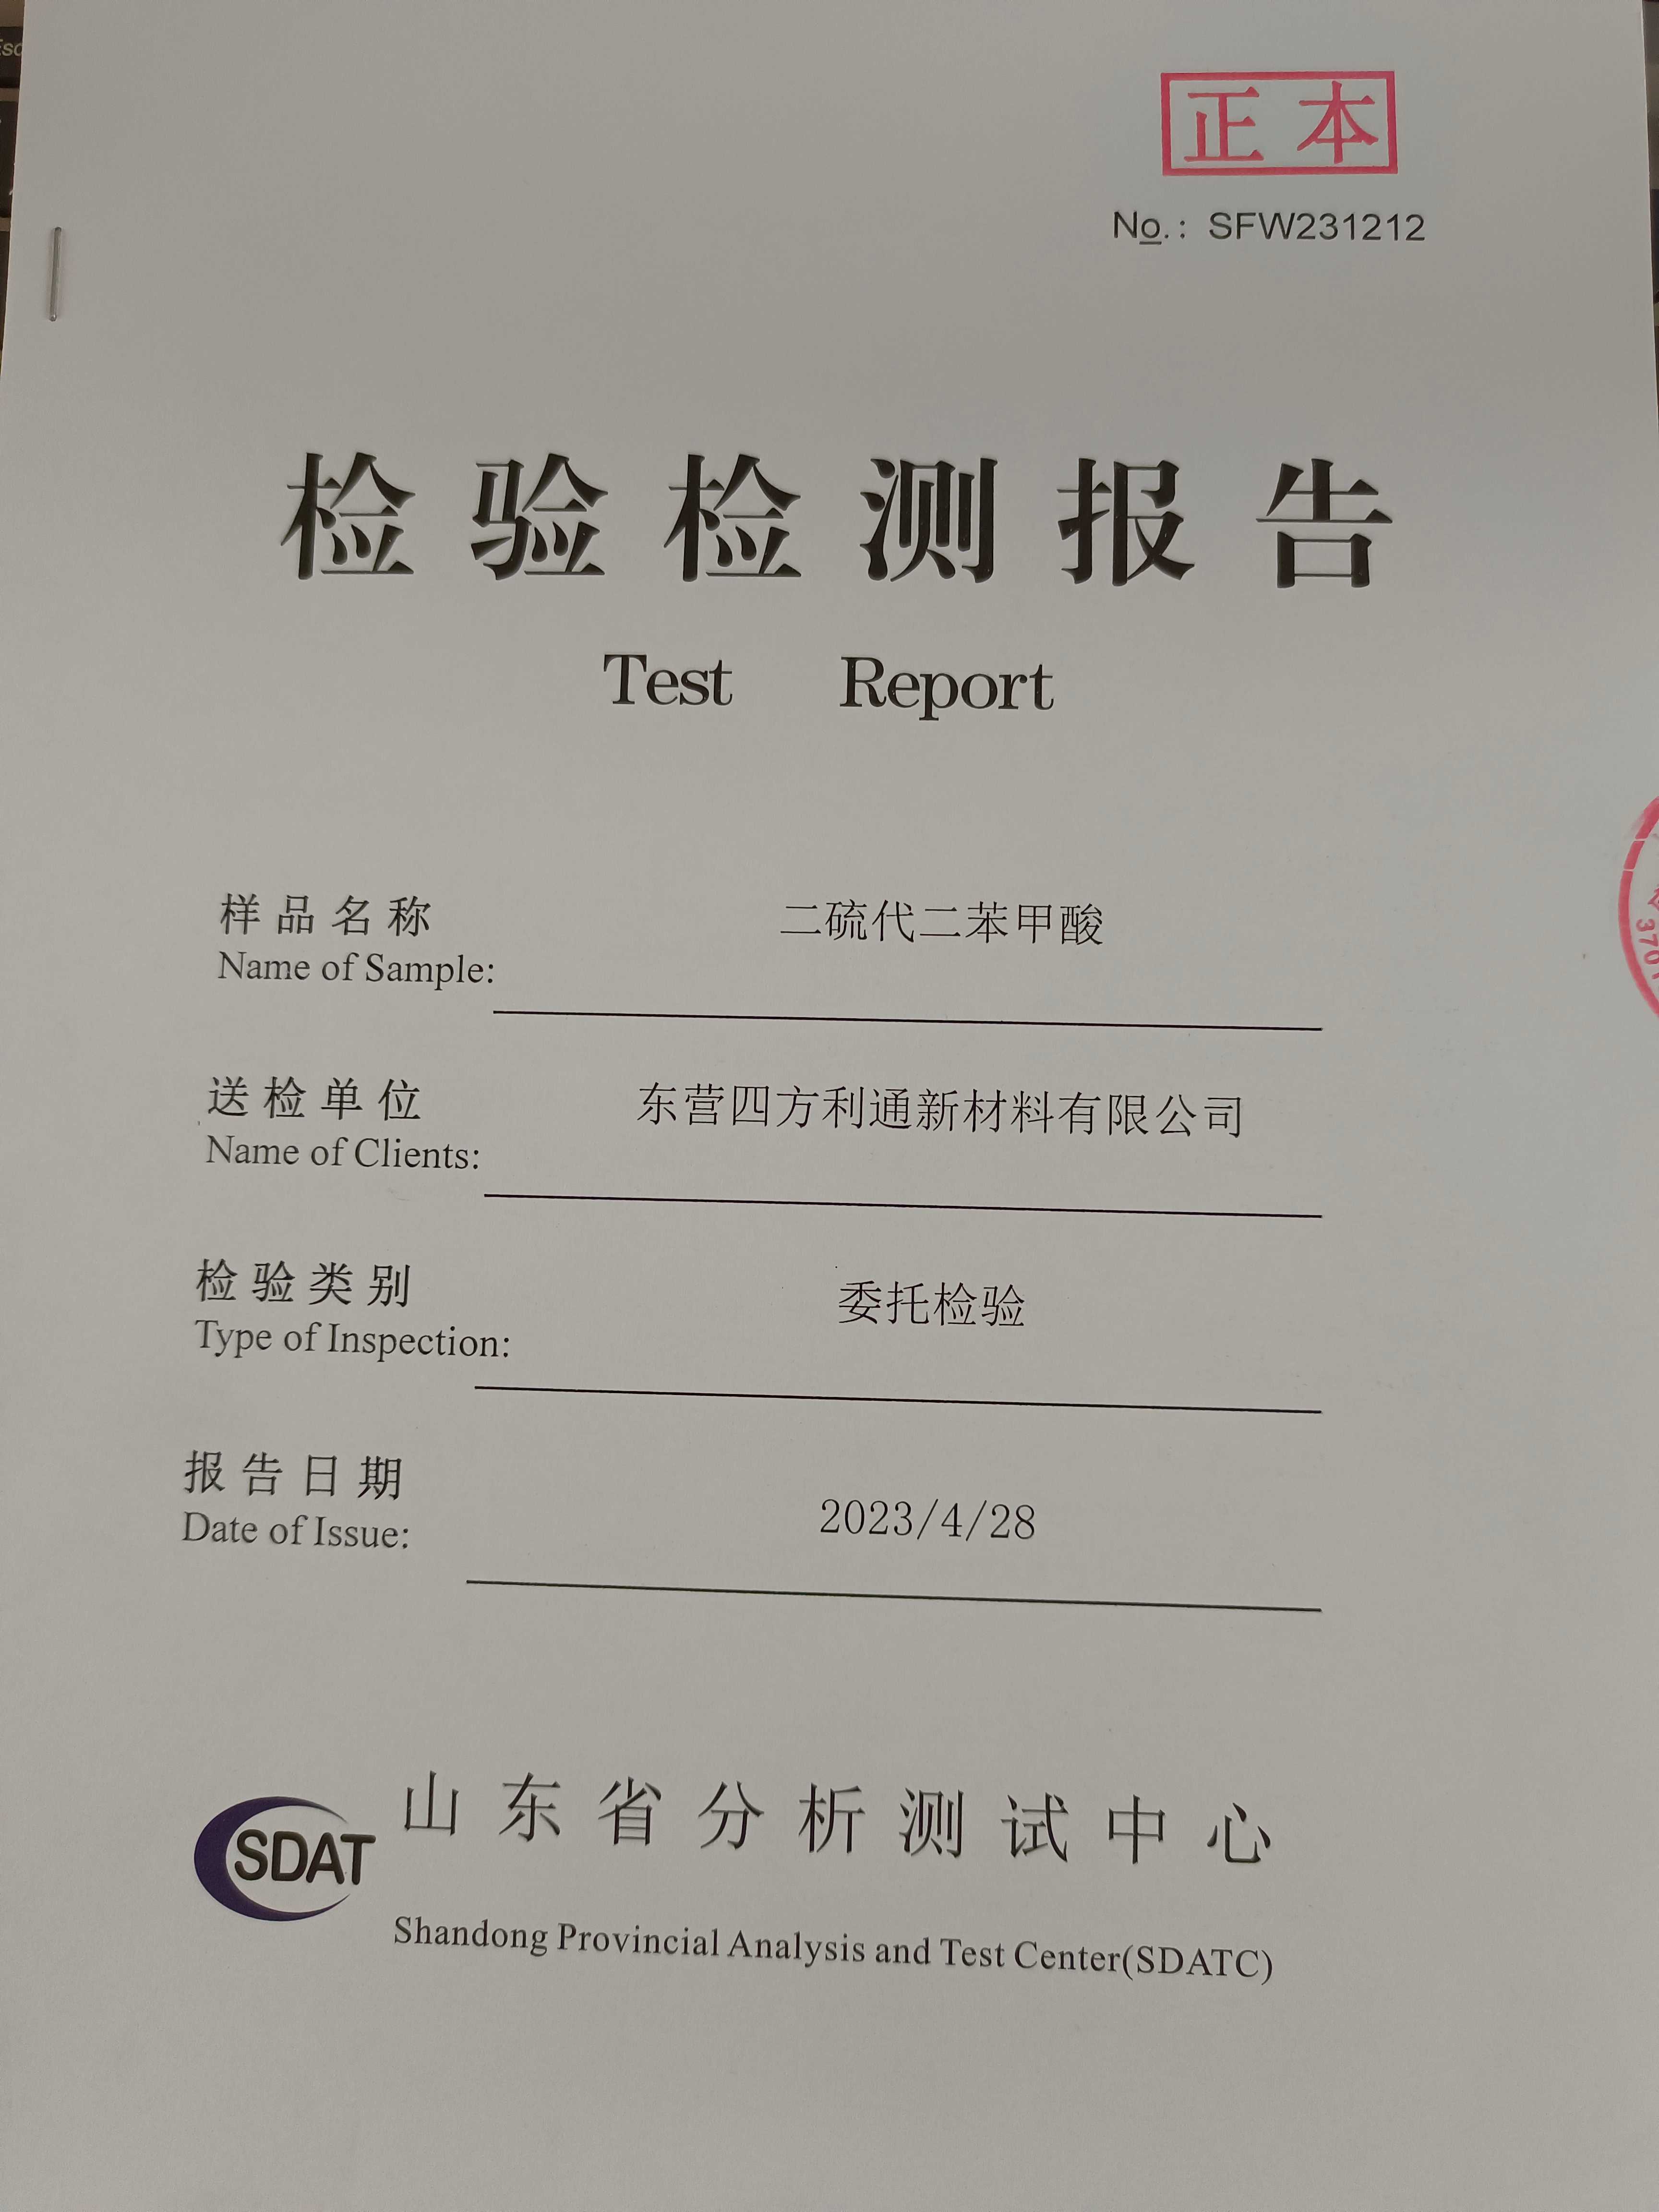 Esc
正本
No.: SFW231212
检验检测报告
Test Report
样品名称
二硫代二苯甲酸
Name of Sample:
送检单位
东营四方利通新材料有限公司
Name of Clients:
检验类别
委托检验
Type of Inspection:
报告日期
2023/4/28
Date of Issue:
SDAT
山东省分析测试中心
Shandong Provincial Analysis and Test Center(SDATC)
3701